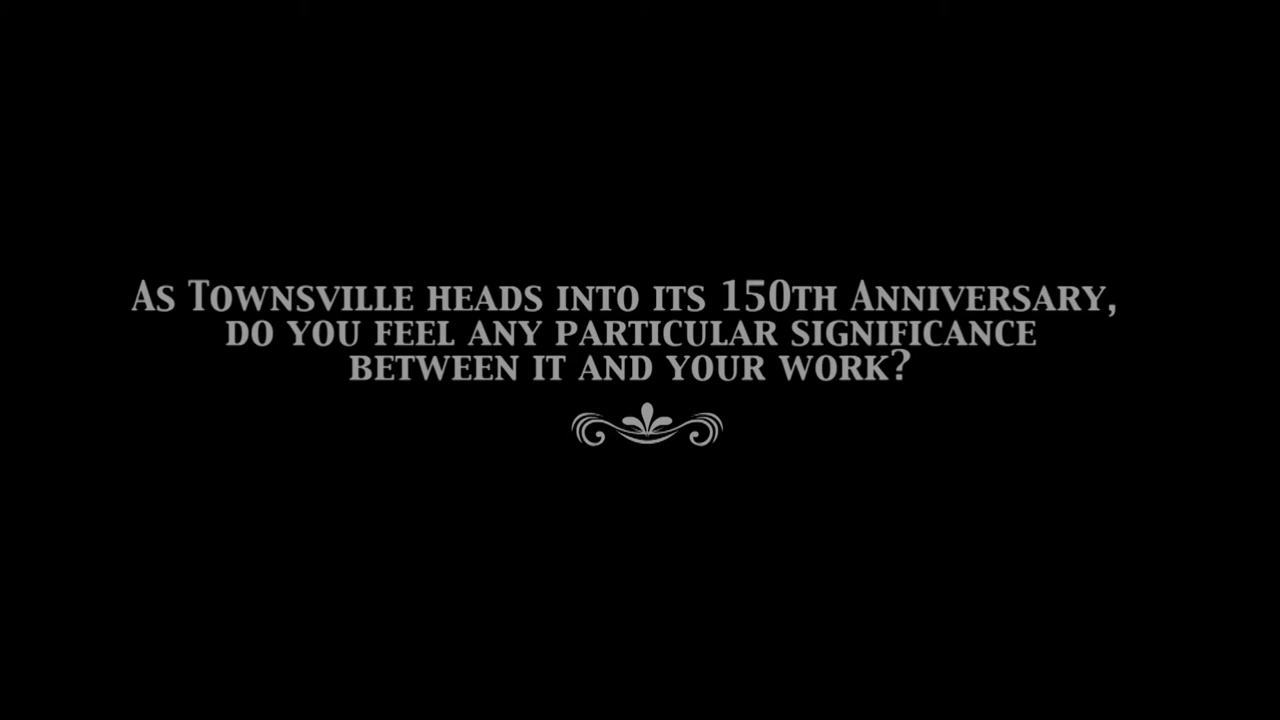 As Townsville heads into its 150th Anniversary,
do you feel any particular significance
between it and your work?